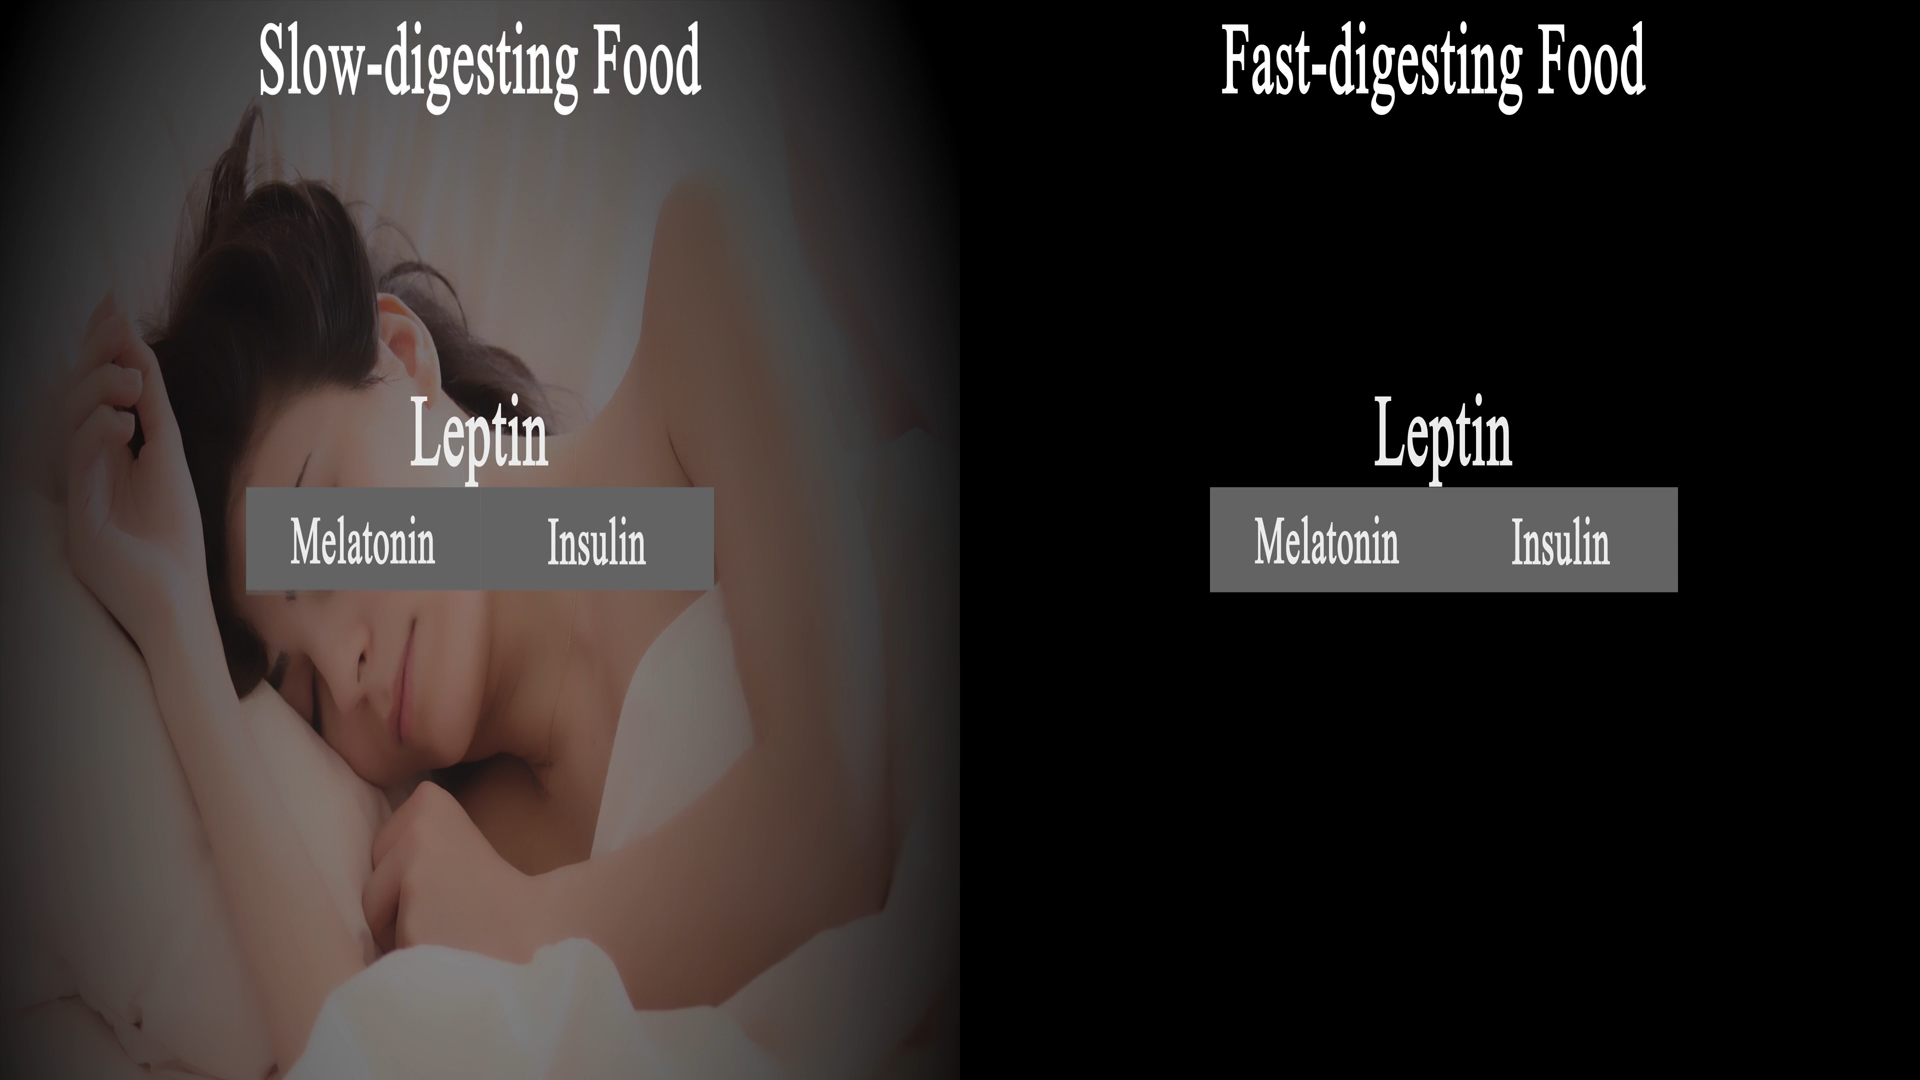 Slow-digesting Food
Leptin
Melatonin Insulin
Fast-digesting Food
Leptin
Melatonin Insulin